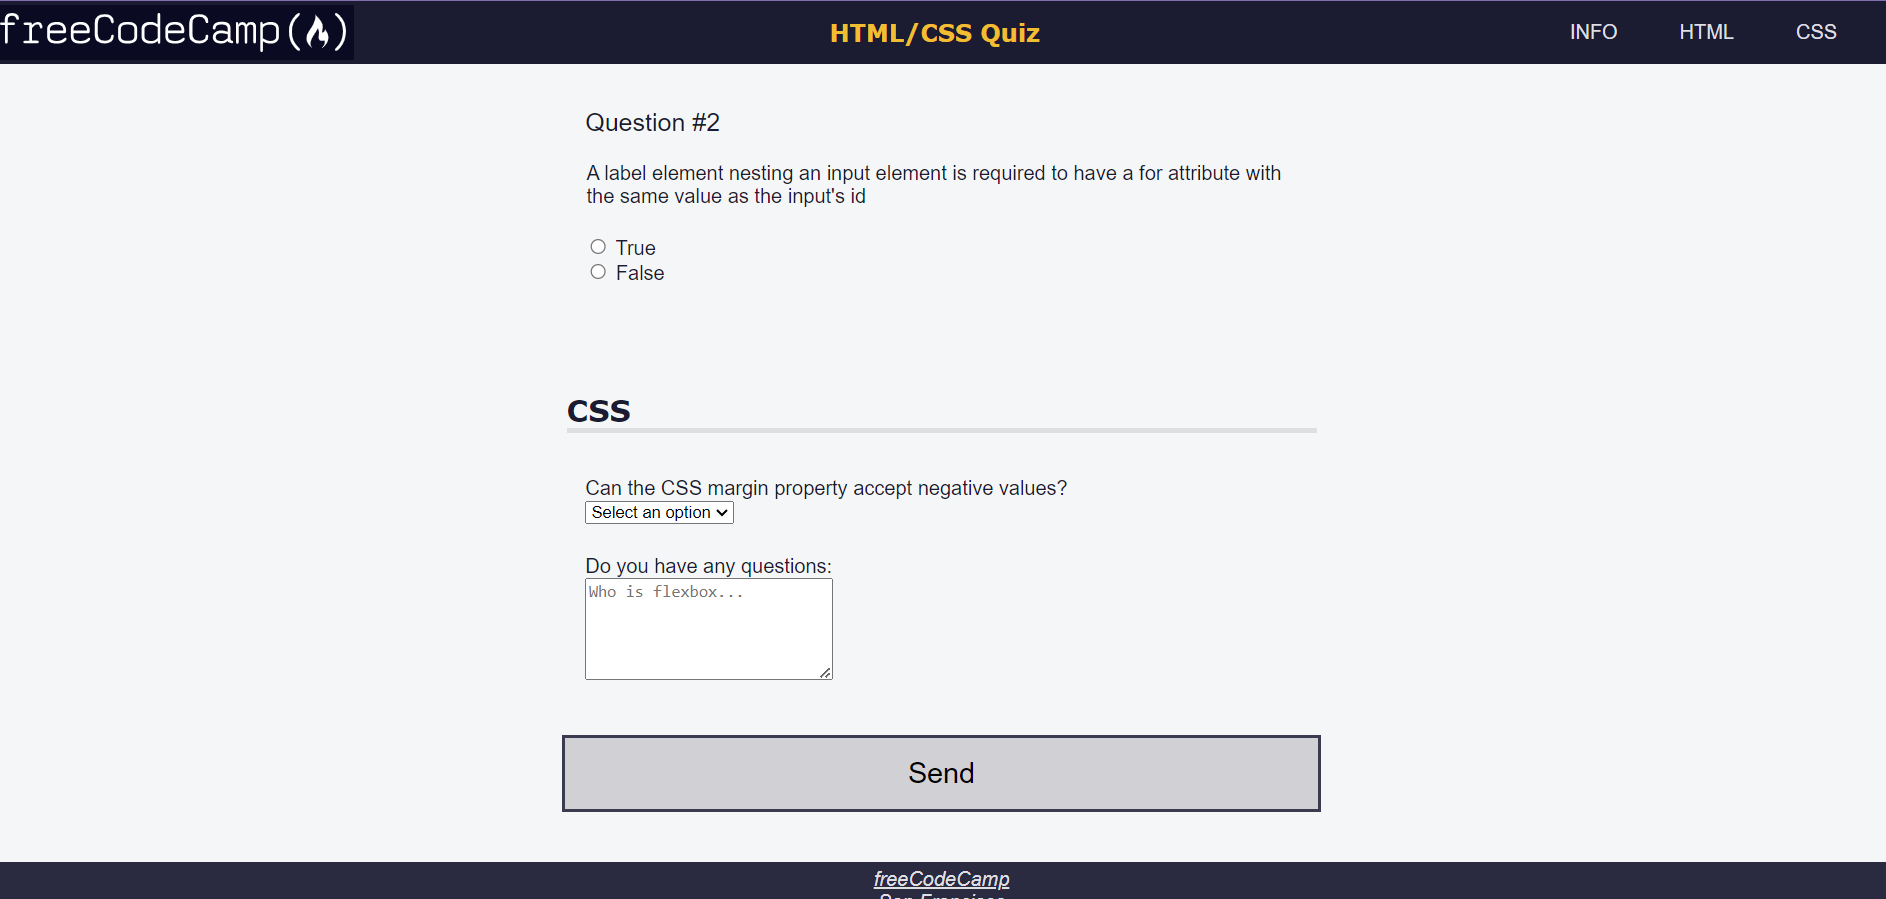 freeCodeCamp
HTML/CSS Quiz
INFO
HTML
CSS
Question #2
A label element nesting an input element is required to have a for attribute with
the same value as the input's id
True
False
CSS
Can the CSS margin property accept negative values?
Select an option
Do you have any questions:
Who is flexbox...
Send
freeCodeCamp
San Francisco